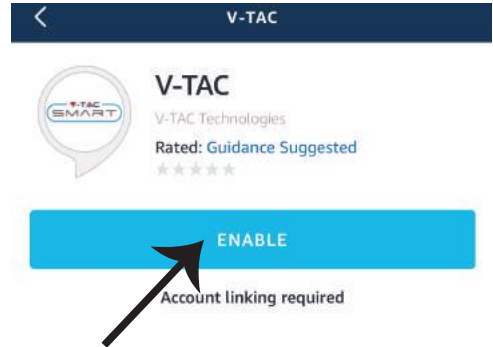 V-TAC
V-TAC
SMART
V-TAC
V-TAC Technologies
Rated: Guidance Suggested
ENABLE
Account linking required